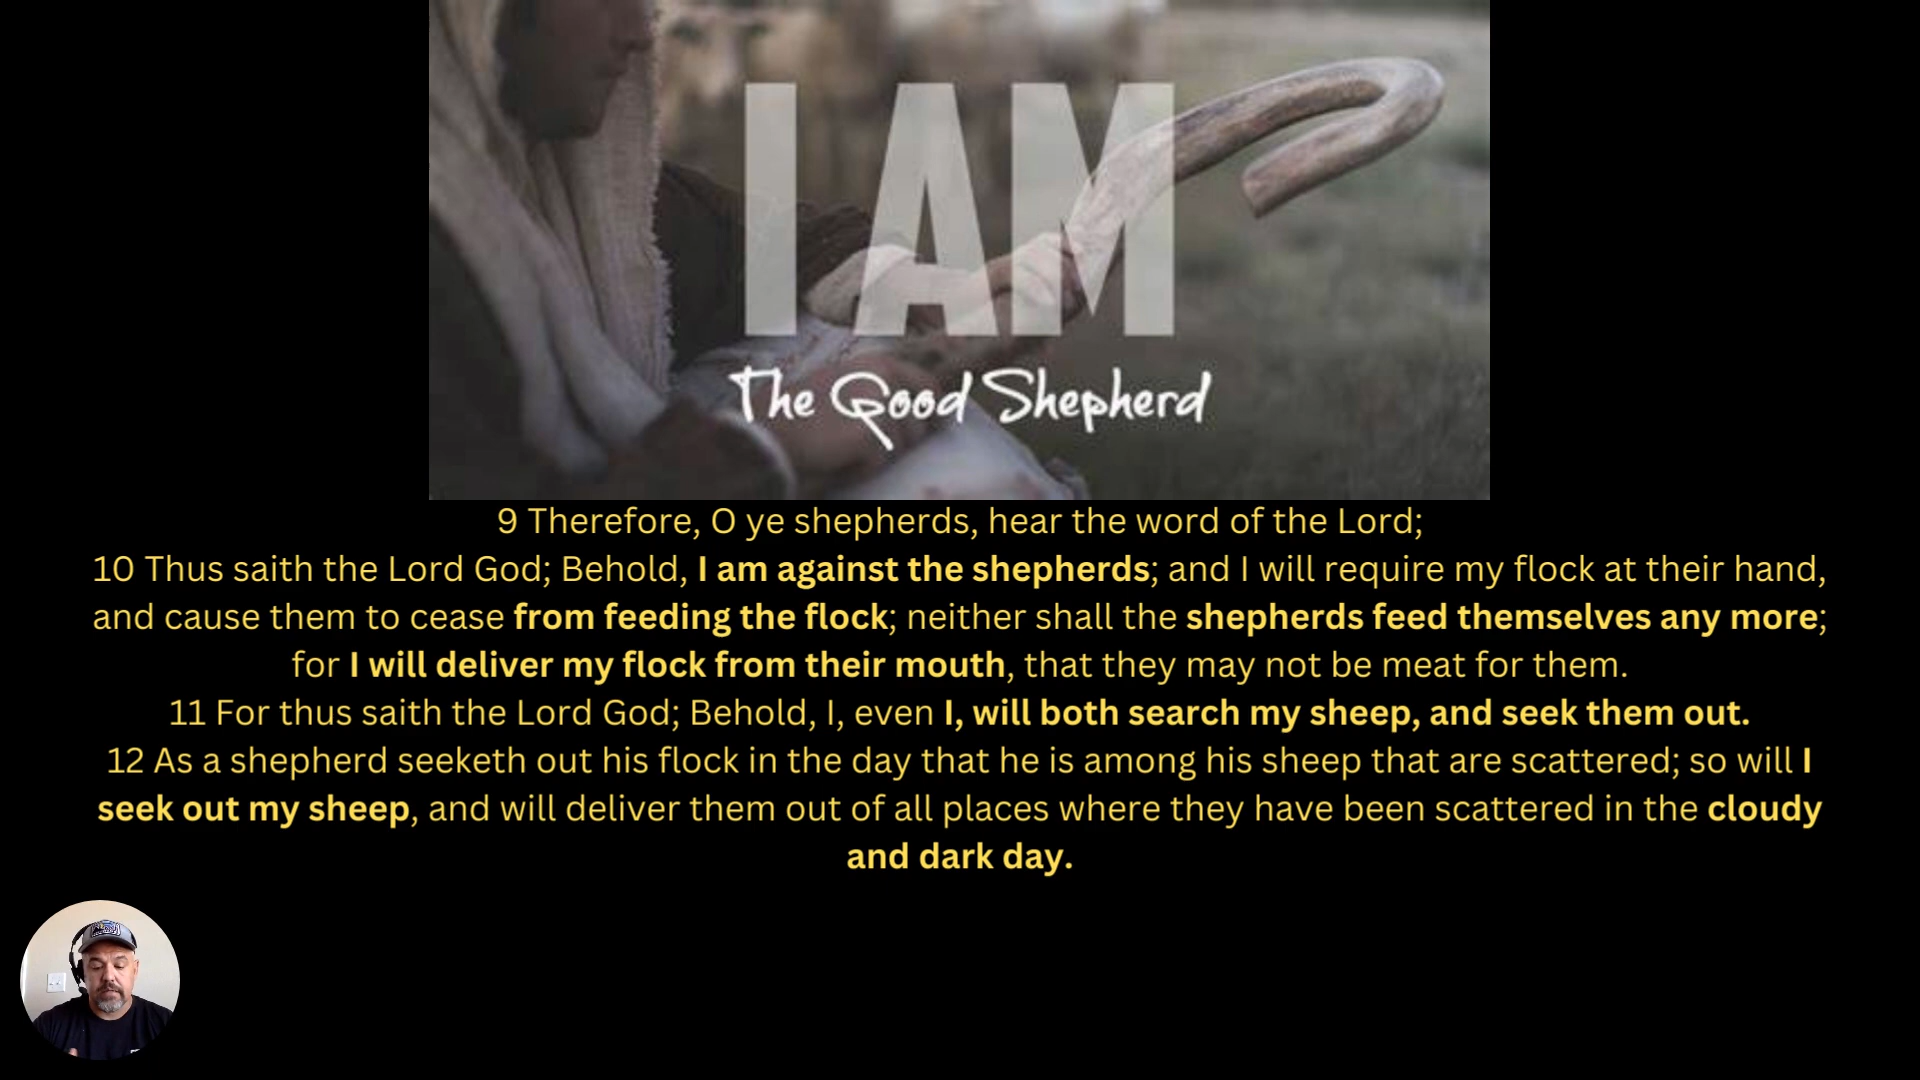 I AM
The Good Shepherd
9 Therefore, O ye shepherds, hear the word of the Lord;
10 Thus saith the Lord God; Behold, I am against the shepherds; and I will require my flock at their hand,
and cause them to cease from feeding the flock; neither shall the shepherds feed themselves any more;
for I will deliver my flock from their mouth, that they may not be meat for them.
11 For thus saith the Lord God; Behold, I, even I, will both search my sheep, and seek them out.
12 As a shepherd seeketh out his flock in the day that he is among his sheep that are scattered; so will I
seek out my sheep, and will deliver them out of all places where they have been scattered in the cloudy
and dark day.